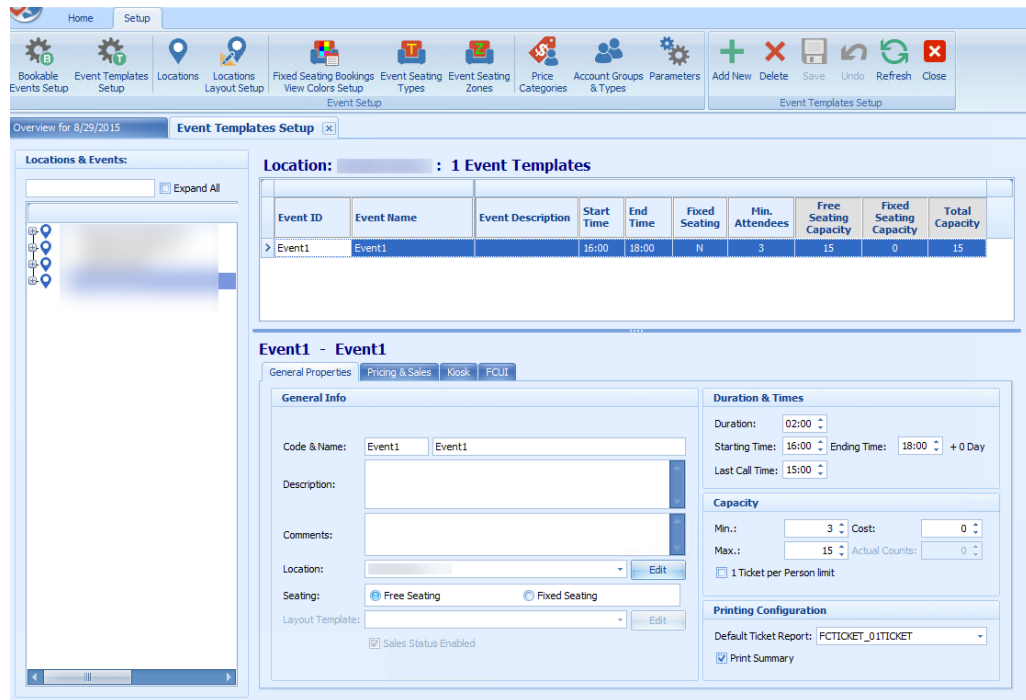 Home Setup
Bookable Events Setup
Event Templates Setup
Locations
Locations Layout Setup
Fixed Seating Bookings View Colors Setup
Event Seating Types
Event Seating Zones
Price Categories
Account Groups & Types
Parameters
Add New
Delete
Save
Undo
Refresh
Close
Event Setup
Event Templates Setup
Overview for 8/29/2015
Event Templates Setup
Locations & Events:
Expand All
Location: : 1 Event Templates
Event ID Event Name Event Description Start Time End Time Fixed Seating Min. Attendees Free Seating Capacity Fixed Seating Capacity Total Capacity
Event1 Event1 16:00 18:00 N 3 15 0 15
Event1 - Event1
General Properties Pricing & Sales Kiosk FCUI
General Info
Code & Name: Event1 Event1
Description:
Comments:
Location: Edit
Seating: Free Seating Fixed Seating
Layout Template: Edit
Sales Status Enabled
Duration & Times
Duration: 02:00
Starting Time: 16:00 Ending Time: 18:00 + 0 Day
Last Call Time: 15:00
Capacity
Min.: 3 Cost: 0
Max.: 15 Actual Counts: 0
1 Ticket per Person limit
Printing Configuration
Default Ticket Report: FCTICKET_01TICKET
Print Summary